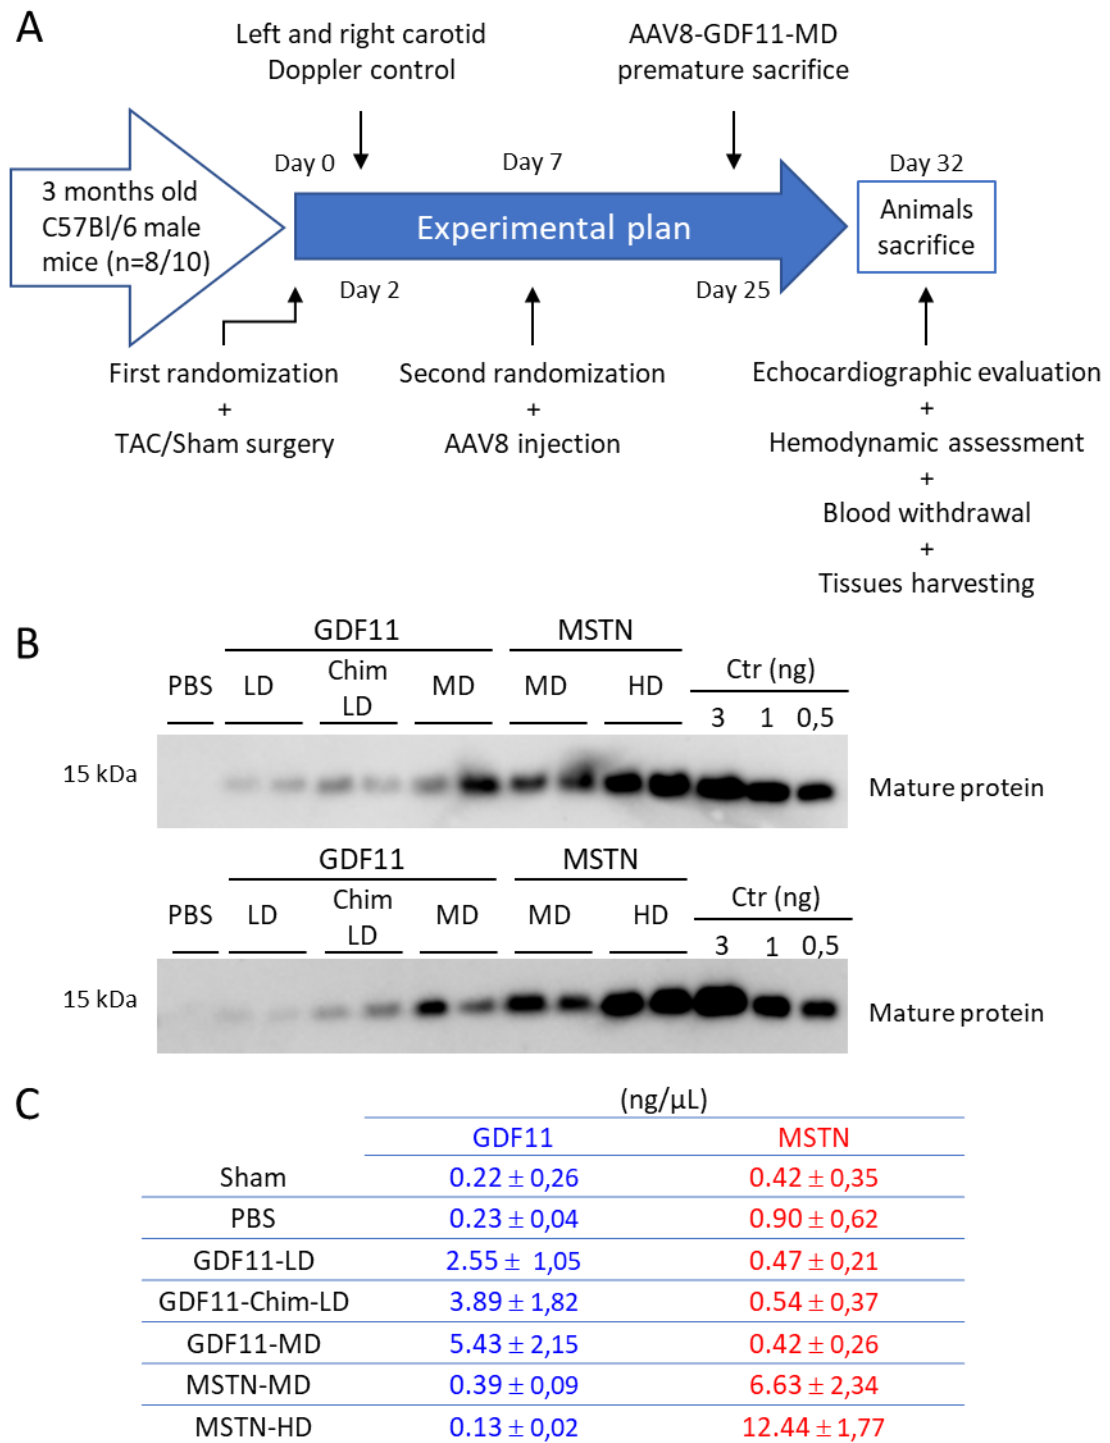 A
Left and right carotid
Doppler control
AAV8-GDF11-MD
premature sacrifice
Day 0
Day 7
Day 32
3 months old
C57Bl/6 male
mice (n=8/10)
Experimental plan
Animals
sacrifice
Day 2
Day 25
First randomization
+
TAC/Sham surgery
Second randomization
+
AAV8 injection
Echocardiographic evaluation
+
Hemodynamic assessment
+
Blood withdrawal
+
Tissues harvesting
B
GDF11 MSTN
PBS LD Chim LD MD MD HD Ctr (ng)
3 1 0,5
15 kDa Mature protein
GDF11 MSTN
PBS LD Chim LD MD MD HD Ctr (ng)
3 1 0,5
15 kDa Mature protein
C
(ng/µL)
GDF11 MSTN
Sham 0.22 ± 0,26 0.42 ± 0,35
PBS 0.23 ± 0,04 0.90 ± 0,62
GDF11-LD 2.55 ± 1,05 0.47 ± 0,21
GDF11-Chim-LD 3.89 ± 1,82 0.54 ± 0,37
GDF11-MD 5.43 ± 2,15 0.42 ± 0,26
MSTN-MD 0.39 ± 0,09 6.63 ± 2,34
MSTN-HD 0.13 ± 0,02 12.44 ± 1,77